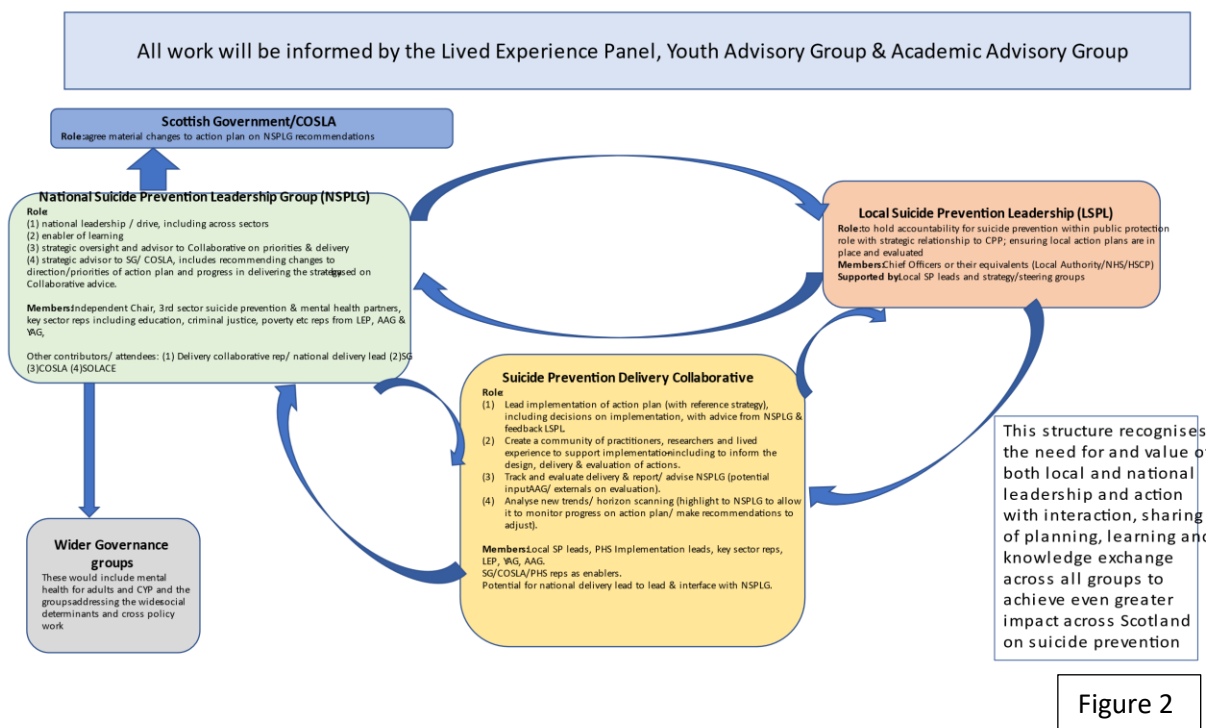 All work will be informed by the Lived Experience Panel, Youth Advisory Group & Academic Advisory Group
Scottish Government/COSLA
Role:agree material changes to action plan on NSPLG recommendations
National Suicide Prevention Leadership Group (NSPLG)
Role:
(1) national leadership / drive, including across sectors
(2) enabler of learning
(3) strategic oversight and advisor to Collaborative on priorities & delivery
(4) strategic advisor to SG/ COSLA, includes recommending changes to
direction/priorities of action plan and progress in delivering the strategy based on
Collaborative advice.
Members:Independent Chair, 3rd sector suicide prevention & mental health partners,
key sector reps including education, criminal justice, poverty etc reps from LEP, AAG &
YAG,
Other contributors/ attendees: (1) Delivery collaborative rep/ national delivery lead (2)SG
(3)COSLA (4)SOLACE
Local Suicide Prevention Leadership (LSPL)
Role:to hold accountability for suicide prevention within public protection
role with strategic relationship to CPP; ensuring local action plans are in
place and evaluated
Members:Chief Officers or their equivalents (Local Authority/NHS/HSCP)
Supported by:Local SP leads and strategy/steering groups
Suicide Prevention Delivery Collaborative
Role:
(1) Lead implementation of action plan (with reference strategy),
including decisions on implementation, with advice from NSPLG &
feedback LSPL.
(2) Create a community of practitioners, researchers and lived
experience to support implementation-including to inform the
design, delivery & evaluation of actions.
(3) Track and evaluate delivery & report/ advise NSPLG (potential
input AAG/ externals on evaluation).
(4) Analyse new trends/ horizon scanning (highlight to NSPLG to allow
it to monitor progress on action plan/ make recommendations to
adjust).
Members:Local SP leads, PHS Implementation leads, key sector reps,
LEP, YAG, AAG.
SG/COSLA/PHS reps as enablers.
Potential for national delivery lead to lead & interface with NSPLG.
Wider Governance
groups
These would include mental
health for adults and CYP and the
groups addressing the wide social
determinants and cross policy
work
This structure recognises
the need for and value of
both local and national
leadership and action
with interaction, sharing
of planning, learning and
knowledge exchange
across all groups to
achieve even greater
impact across Scotland
on suicide prevention
Figure 2